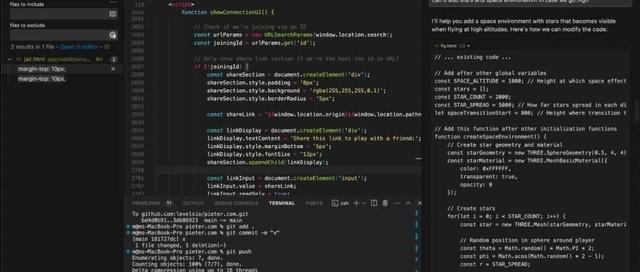 files to include
files to exclude
2 results in 1 file - Open in editor
jail.html
margin-top: 10px;
margin-top: 10px;
<script>
function showConnectionUI() {
// Check if we're joining via an ID
const urlParams = new URLSearchParams(window.location.search);
const joiningId = urlParams.get('id');
// Only show share link section if we're the host (no id in URL)
if (!joiningId) {
const shareSection = document.createElement('div');
shareSection.style.padding = '8px';
shareSection.style.background = 'rgba(255,255,255,0.1)';
shareSection.style.borderRadius = '5px';
const shareLink = `${window.location.origin}${window.location.pathn
const linkDisplay = document.createElement('div');
linkDisplay.textContent = 'Share this link to play with a friend:';
linkDisplay.style.marginBottom = '5px';
linkDisplay.style.fontSize = '12px';
shareSection.appendChild(linkDisplay);
const linkInput = document.createElement('input');
linkInput.value = shareLink;
linkInput.readOnly = true;
PROBLEMS 11 OUTPUT DEBUG CONSOLE TERMINAL PORTS
zsh
To github.com:levelsio/pieter.com.git
main -> main
m@ms-MacBook-Pro pieter.com % git add .
m@ms-MacBook-Pro pieter.com % git commit -m "x"
[main 181727dc] x
1 file changed, 1 deletion(-)
m@ms-MacBook-Pro pieter.com % git push
Enumerating objects: 7, done.
Counting objects: 100% (7/7), done.
Delta compression using up to 16 threads
can u add stars and space environment in case we go high
I'll help you add a space environment with stars that becomes visible
when flying at high altitudes. Here's how we can modify the code:
// ... existing code ...
// Add after other global variables
const SPACE_ALTITUDE = 1000; // Height at which space effect
const stars = [];
const STAR_COUNT = 2000;
const STAR_SPREAD = 5000; // How far stars spread in each di
let spaceTransitionStart = 800; // Height where transition t
// Add this function after other initialization functions
function createSpaceEnvironment() {
// Create star geometry and material
const starGeometry = new THREE.SphereGeometry(0.5, 4, 4)
const starMaterial = new THREE.MeshBasicMaterial({
color: 0xFFFFFF,
transparent: true,
opacity: 0
});
// Create stars
for(let i = 0; i < STAR_COUNT; i++) {
const star = new THREE.Mesh(starGeometry, starMateri
// Random position in sphere around player
const theta = Math.random() * Math.PI * 2;
const phi = Math.acos(Math.random() * 2 - 1);
const r = STAR_SPREAD;